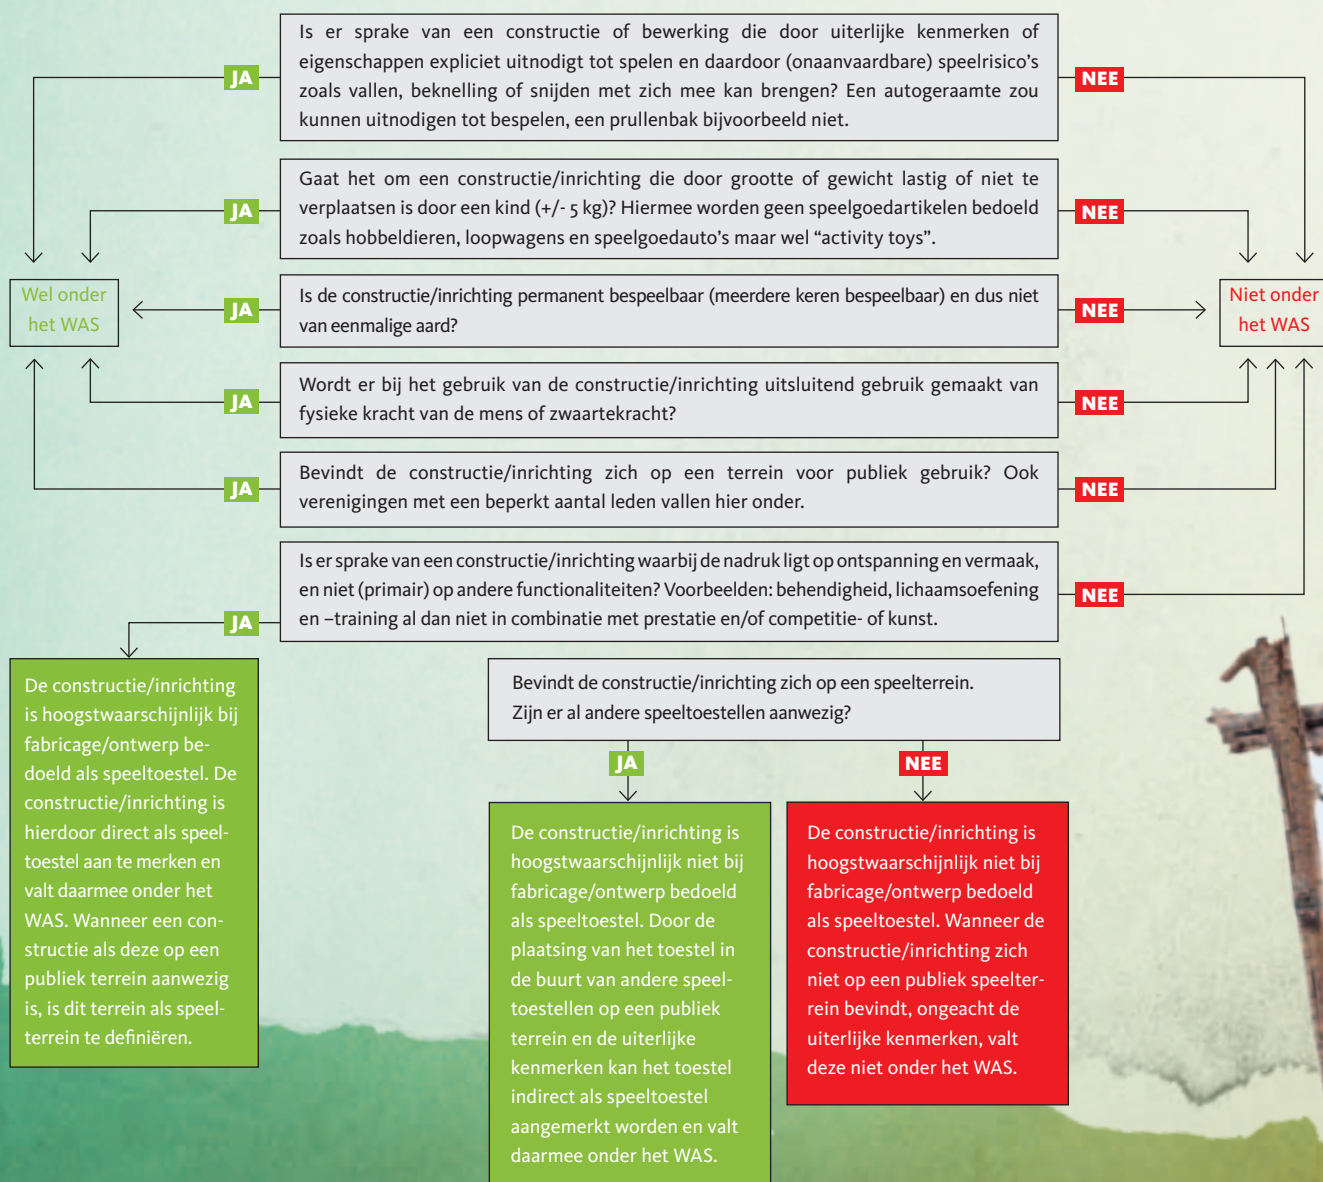 Is er sprake van een constructie of bewerking die door uiterlijke kenmerken of
eigenschappen expliciet uitnodigt tot spelen en daardoor (onaanvaardbare) speelrisico's
zoals vallen, beknelling of snijden met zich mee kan brengen? Een autogeraamte zou
kunnen uitnodigen tot bespelen, een prullenbak bijvoorbeeld niet.
JA
NEE
Gaat het om een constructie/inrichting die door grootte of gewicht lastig of niet te
verplaatsen is door een kind (+/- 5 kg)? Hiermee worden geen speelgoedartikelen bedoeld
zoals hobbeldieren, loopwagens en speelgoedauto's maar wel “activity toys”.
JA
NEE
Wel onder
het WAS
Is de constructie/inrichting permanent bespeelbaar (meerdere keren bespeelbaar) en dus niet
van eenmalige aard?
JA
NEE
Niet onder
het WAS
Wordt er bij het gebruik van de constructie/inrichting uitsluitend gebruik gemaakt van
fysieke kracht van de mens of zwaartekracht?
JA
NEE
Bevindt de constructie/inrichting zich op een terrein voor publiek gebruik? Ook
verenigingen met een beperkt aantal leden vallen hier onder.
JA
NEE
Is er sprake van een constructie/inrichting waarbij de nadruk ligt op ontspanning en vermaak,
en niet (primair) op andere functionaliteiten? Voorbeelden: behendigheid, lichaamsoefening
en –training al dan niet in combinatie met prestatie en/of competitie- of kunst.
JA
NEE
De constructie/inrichting
is hoogstwaarschijnlijk bij
fabricage/ontwerp be-
doeld als speeltoestel. De
constructie/inrichting is
hierdoor direct als speel-
toestel aan te merken en
valt daarmee onder het
WAS. Wanneer een con-
structie als deze op een
publiek terrein aanwezig
is, is dit terrein als speel-
terrein te definiëren.
Bevindt de constructie/inrichting zich op een speelterrein.
Zijn er al andere speeltoestellen aanwezig?
JA
NEE
De constructie/inrichting is
hoogstwaarschijnlijk niet bij
fabricage/ontwerp bedoeld
als speeltoestel. Door de
plaatsing van het toestel in
de buurt van andere speel-
toestellen op een publiek
terrein en de uiterlijke
kenmerken kan het toestel
indirect als speeltoestel
aangemerkt worden en valt
daarmee onder het WAS.
De constructie/inrichting is
hoogstwaarschijnlijk niet bij
fabricage/ontwerp bedoeld
als speeltoestel. Wanneer de
constructie/inrichting zich
niet op een publiek speelter-
rein bevindt, ongeacht de
uiterlijke kenmerken, valt
deze niet onder het WAS.